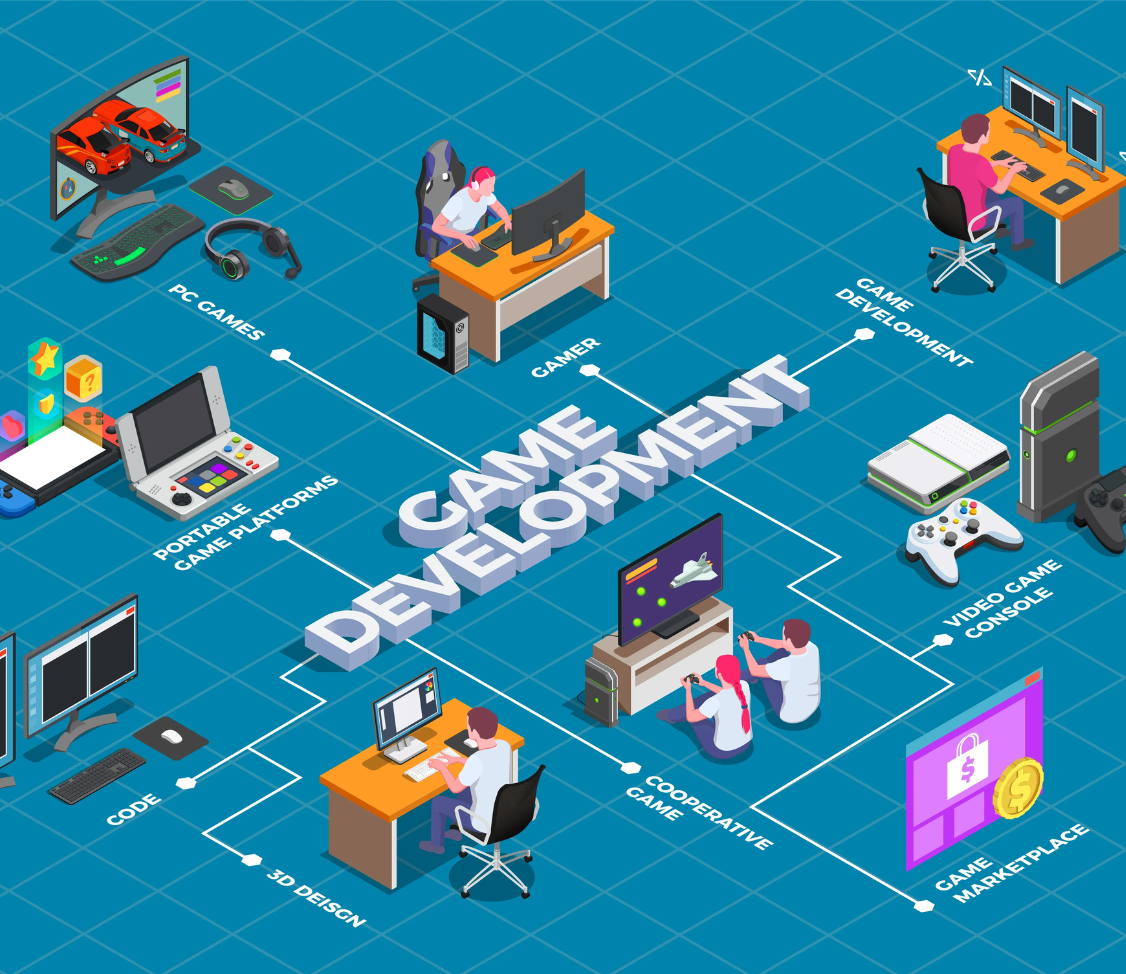 PC GAMES
GAMER
GAME
DEVELOPMENT
</>
GAME
DEVELOPMENT
PORTABLE
GAME PLATFORMS
VIDEO GAME
CONSOLE
CODE
3D DEISGN
COOPERATIVE
GAME
GAME
MARKETPLACE
?
$
$